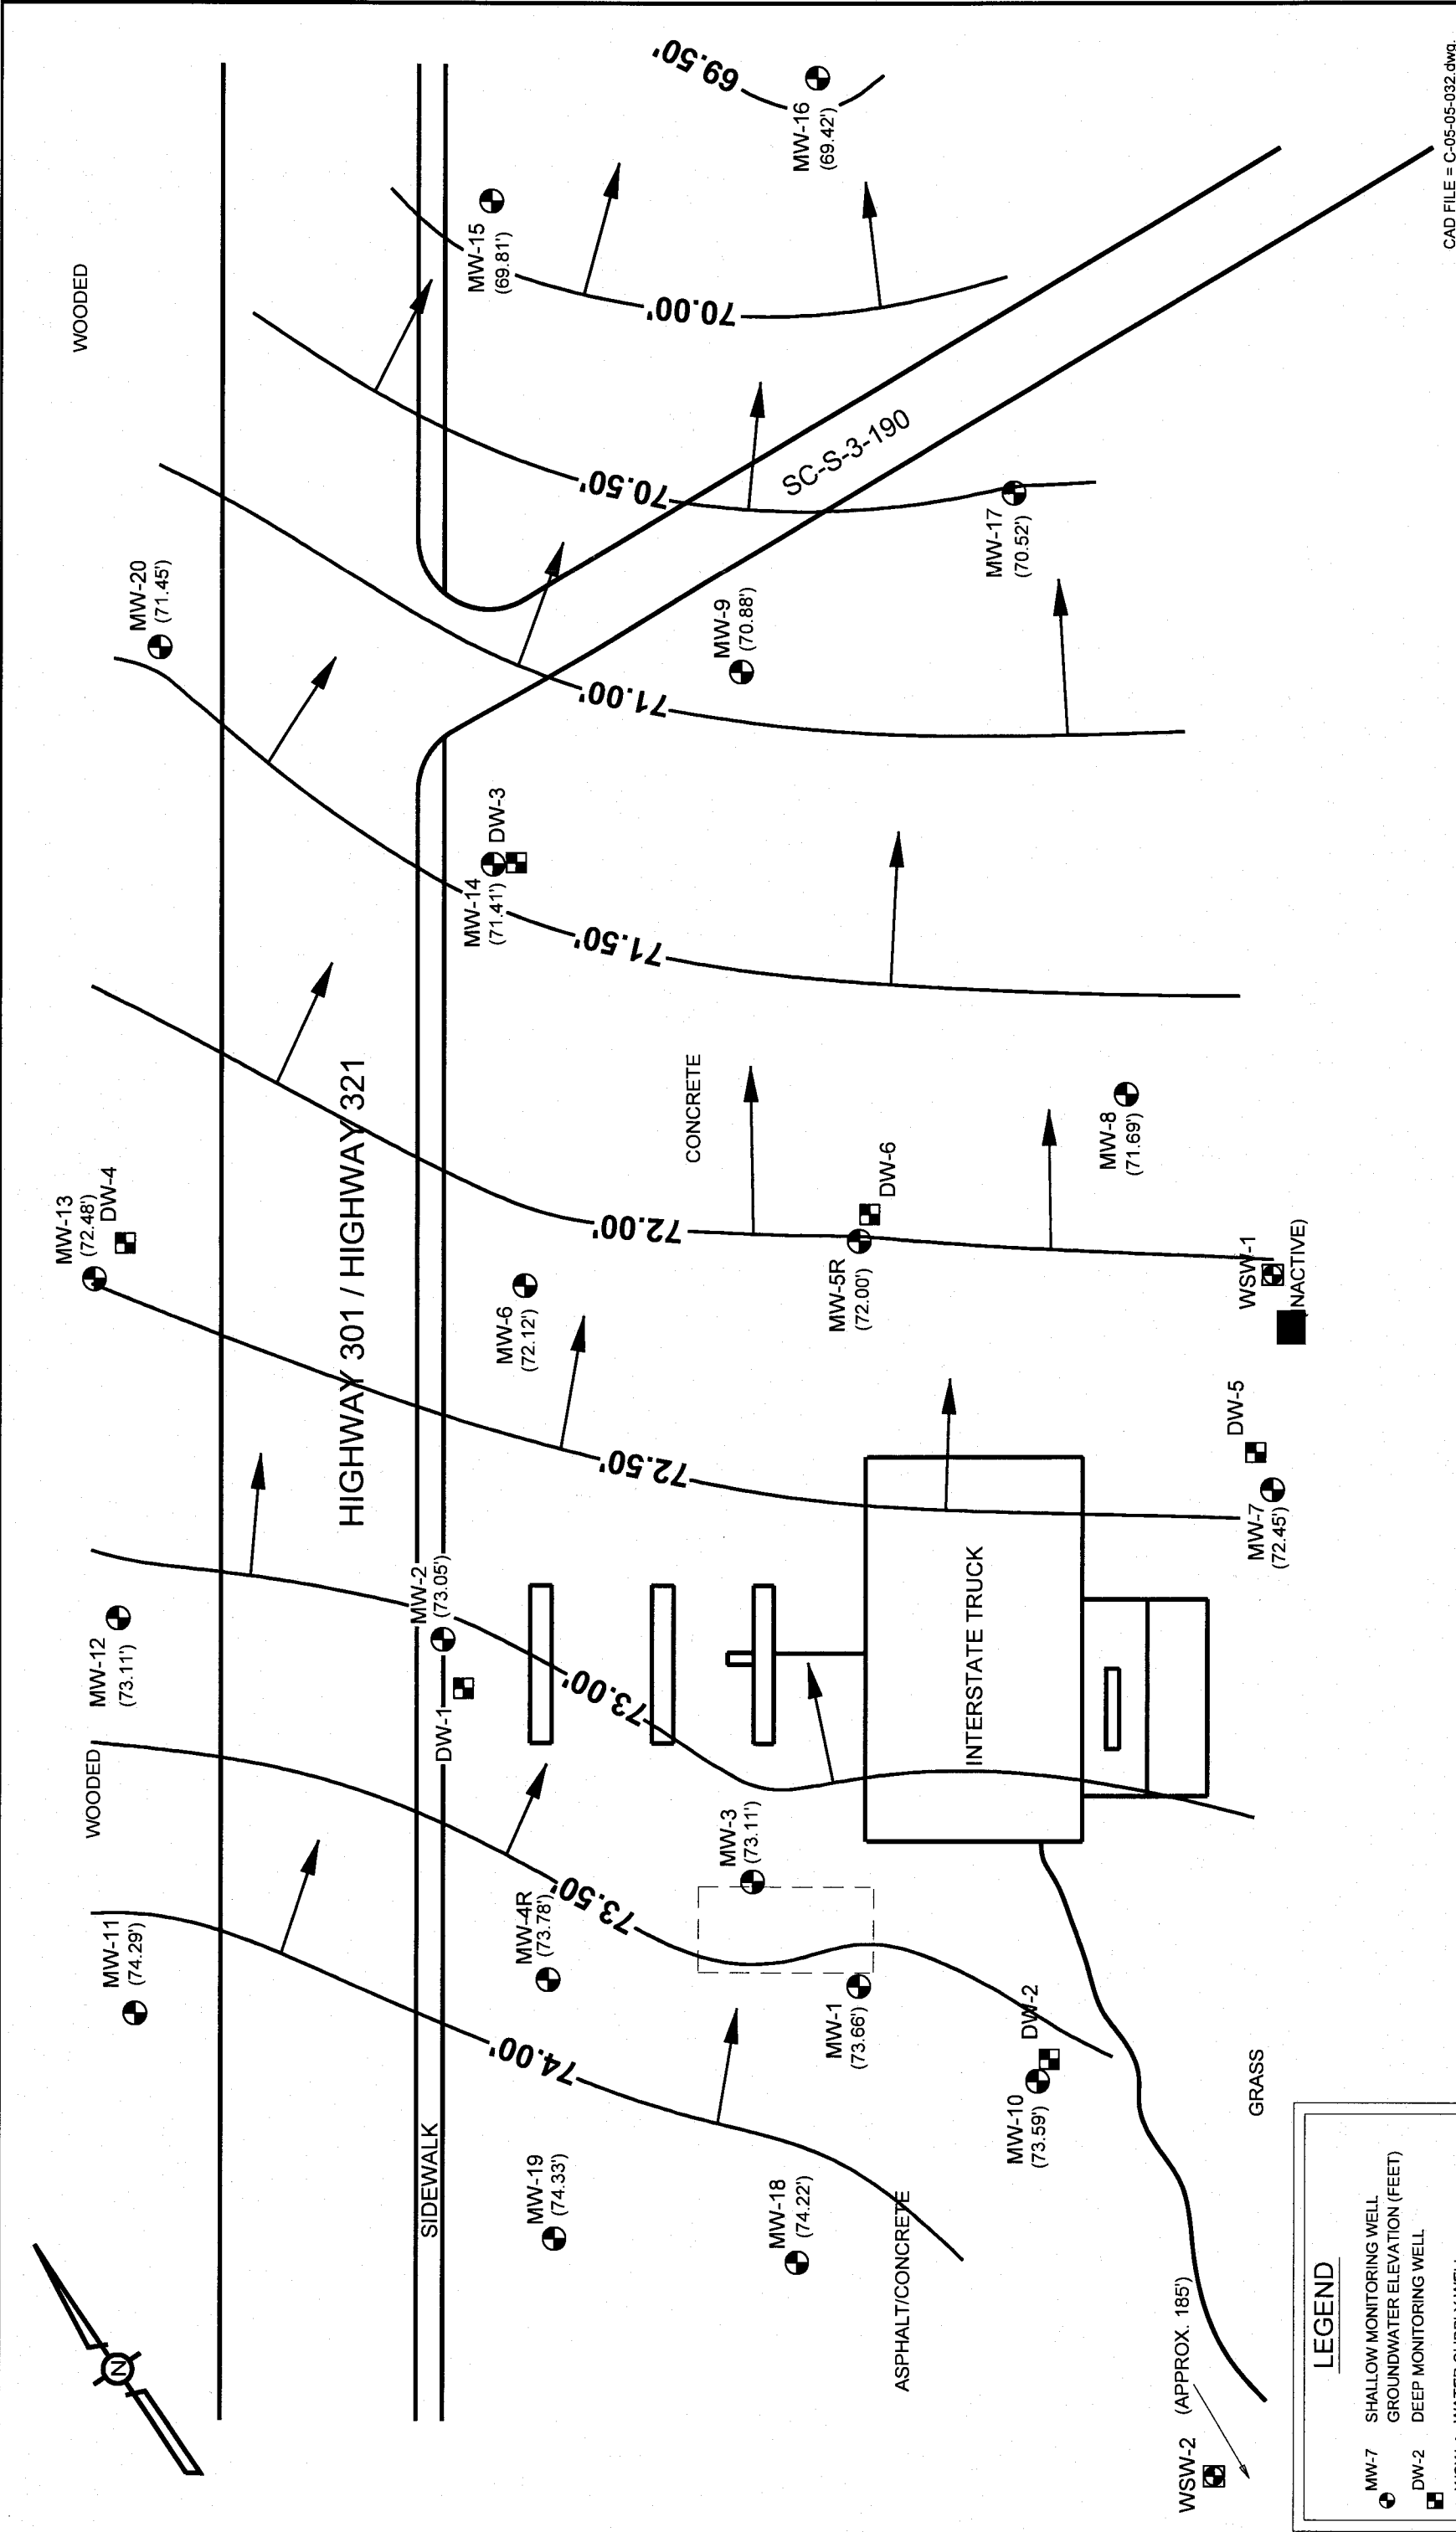 WOODED
69.50'
MW-16
(69.42')
MW-15
(69.81')
70.00'
70.50'
SC-S-3-190
MW-17
(70.52')
MW-20
(71.45')
MW-9
(70.88')
71.00'
DW-3
MW-14
(71.41')
71.50'
HIGHWAY 301 / HIGHWAY 321
CONCRETE
MW-8
(71.69')
DW-6
MW-13
(72.48')
DW-4
72.00'
MW-5R
(72.00')
WSW-1
NACTIVE)
MW-6
(72.12')
DW-5
72.50'
MW-7
(72.45')
MW-2
(73.05')
INTERSTATE TRUCK
MW-12
(73.11')
DW-1
73.00'
WOODED
MW-3
(73.11')
MW-4R
(73.78')
73.50'
MW-11
(74.29')
MW-1
(73.66')
DW-2
74.00'
MW-10
(73.59')
GRASS
SIDEWALK
MW-19
(74.33')
MW-18
(74.22')
ASPHALT/CONCRETE
N
WSW-2
(APPROX. 185')
LEGEND
MW-7 SHALLOW MONITORING WELL
GROUNDWATER ELEVATION (FEET)
DW-2 DEEP MONITORING WELL
CAD FILE = C-05-05-032.dwg.